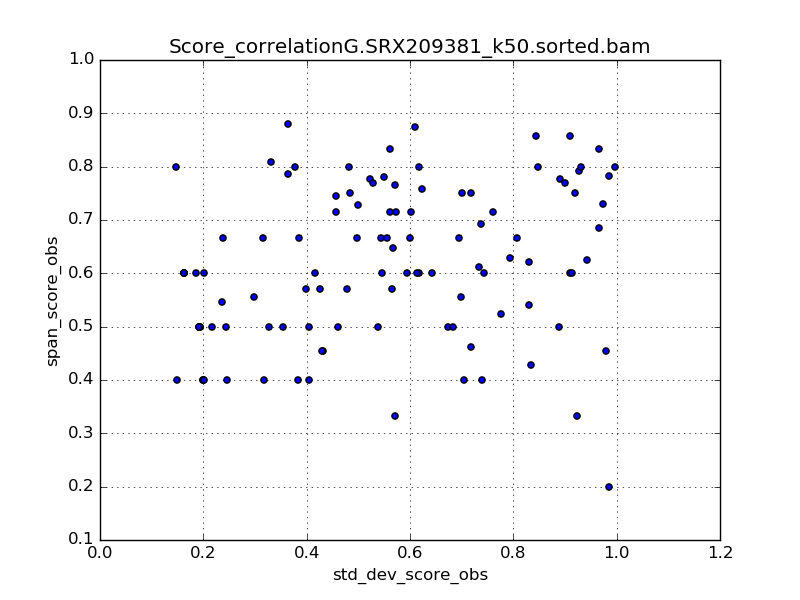 Score_correlationG.SRX209381_k50.sorted.bam
1.0
0.9
0.8
0.7
0.6
0.5
0.4
0.3
0.2
0.1
span_score_obs
0.0 0.2 0.4 0.6 0.8 1.0 1.2
std_dev_score_obs